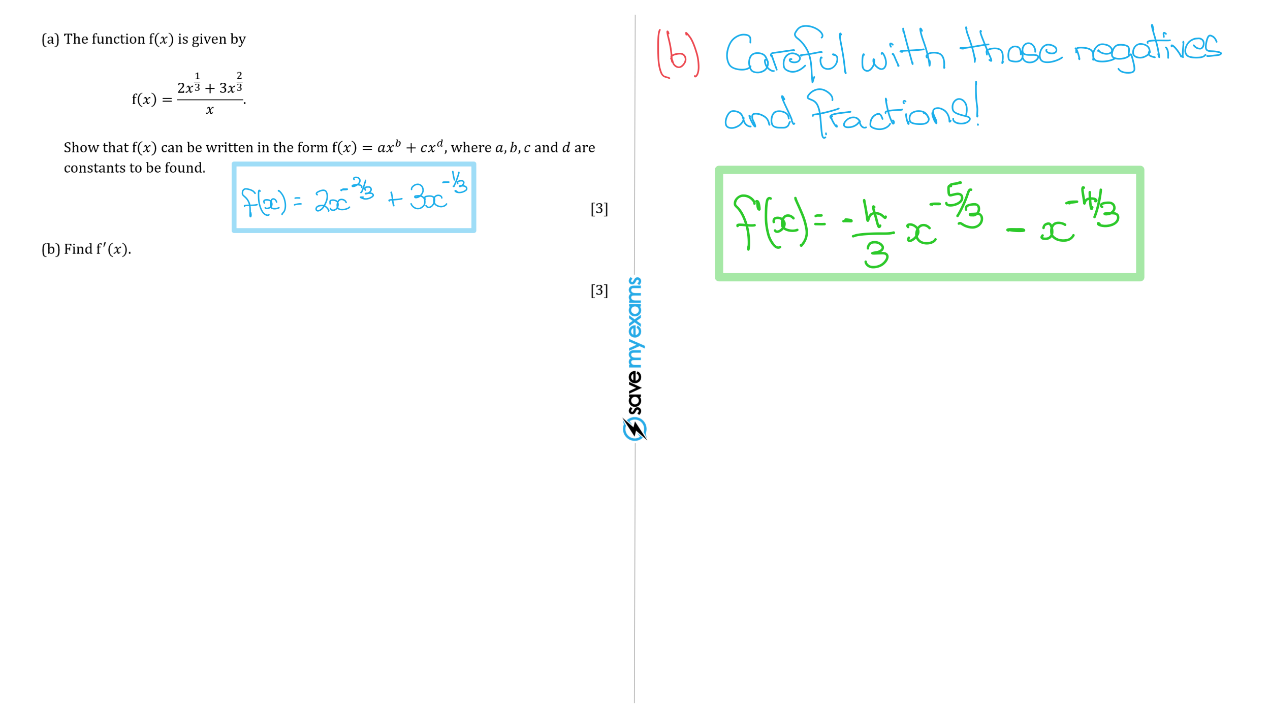 (a) The function f(x) is given by
f(x) = (2x^(1/3) + 3x^(2/3))/x.
Show that f(x) can be written in the form f(x) = ax^b + cx^d, where a, b, c and d are
constants to be found.
f(x) = 2x^(-2/3) + 3x^(-1/3)
[3]
(b) Find f′(x).
[3]
save my exams
(b) Careful with those negatives
and fractions!
f'(x) = -4/3 x^(-5/3) - x^(-4/3)